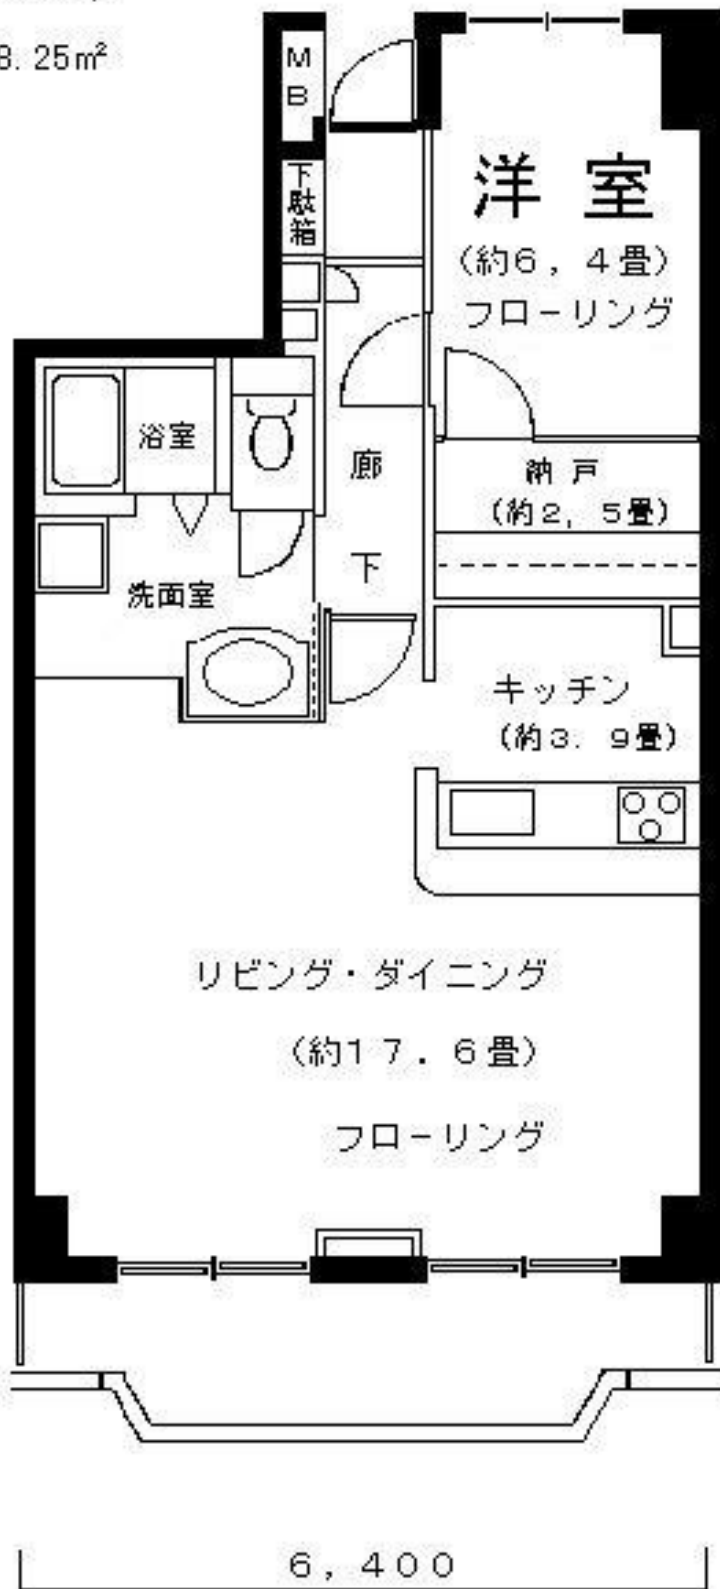 8.25㎡
MB
下駄箱
洋室
(約6,4畳)
フローリング
浴室
廊下
納戸
(約2,5畳)
洗面室
キッチン
(約3.9畳)
リビング・ダイニング
(約17.6畳)
フローリング
6,400